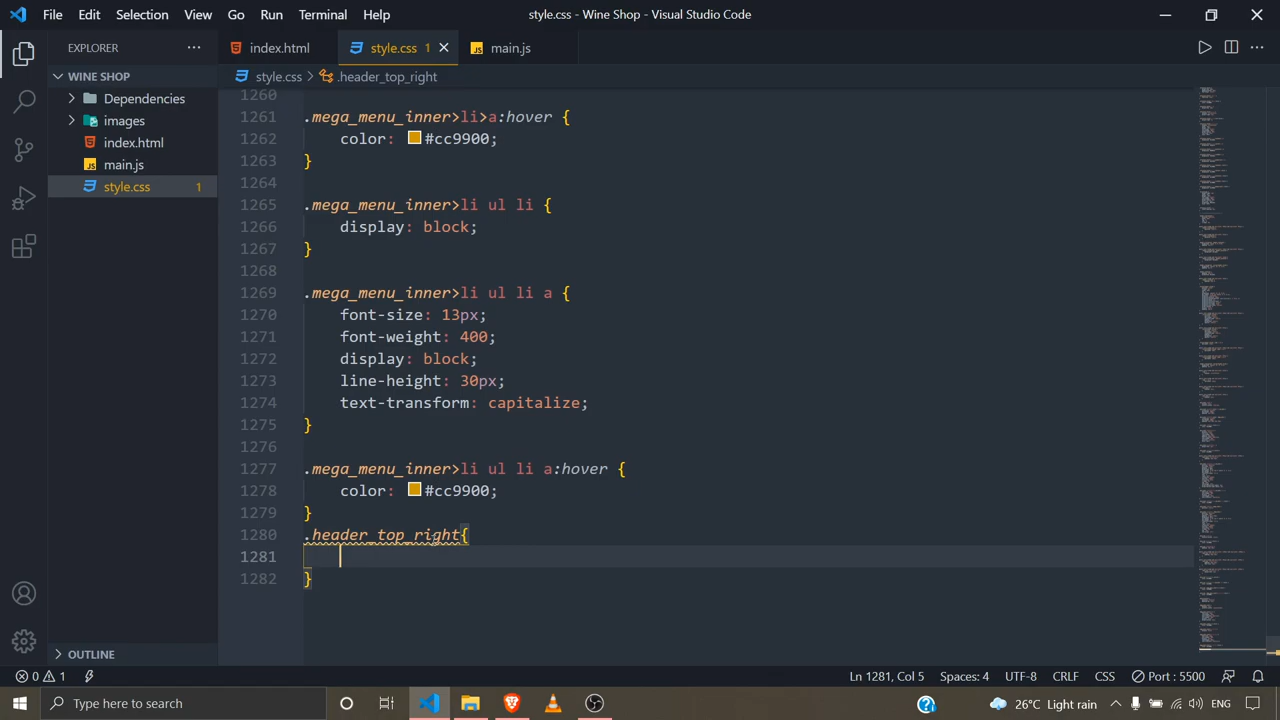 File Edit Selection View Go Run Terminal Help style.css - Wine Shop - Visual Studio Code
EXPLORER
index.html
style.css 1
main.js
WINE SHOP
style.css > .header_top_right
Dependencies
images
index.html
main.js
style.css 1
1260
1261 .mega_menu_inner>li>a:hover {
1262 color: #cc9900;
1263 }
1264
1265 .mega_menu_inner>li ul li {
1266 display: block;
1267 }
1268
1269 .mega_menu_inner>li ul li a {
1270 font-size: 13px;
1271 font-weight: 400;
1272 display: block;
1273 line-height: 30px;
1274 text-transform: capitalize;
1275 }
1276
1277 .mega_menu_inner>li ul li a:hover {
1278 color: #cc9900;
1279 }
1280 .header_top_right{
1281
1282 }
OUTLINE
0 1 Ln 1281, Col 5 Spaces: 4 UTF-8 CRLF CSS Port : 5500
Type here to search 26°C Light rain ENG